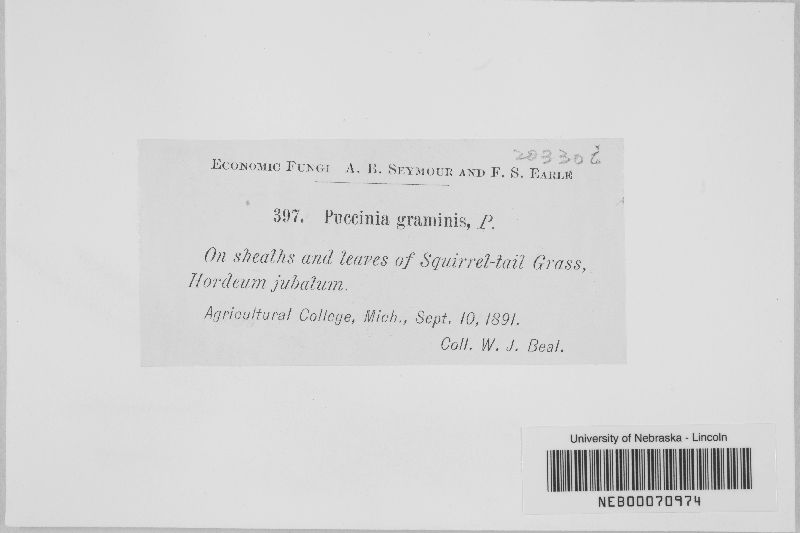 203302
ECONOMIC FUNGI A. B. SEYMOUR AND F. S. EARLE
397. Puccinia graminis, P.
On sheaths and leaves of Squirrel-tail Grass,
Hordeum jubatum.
Agricultural College, Mich., Sept. 10, 1891.
Coll. W. J. Beal.
University of Nebraska - Lincoln
NEB00070974